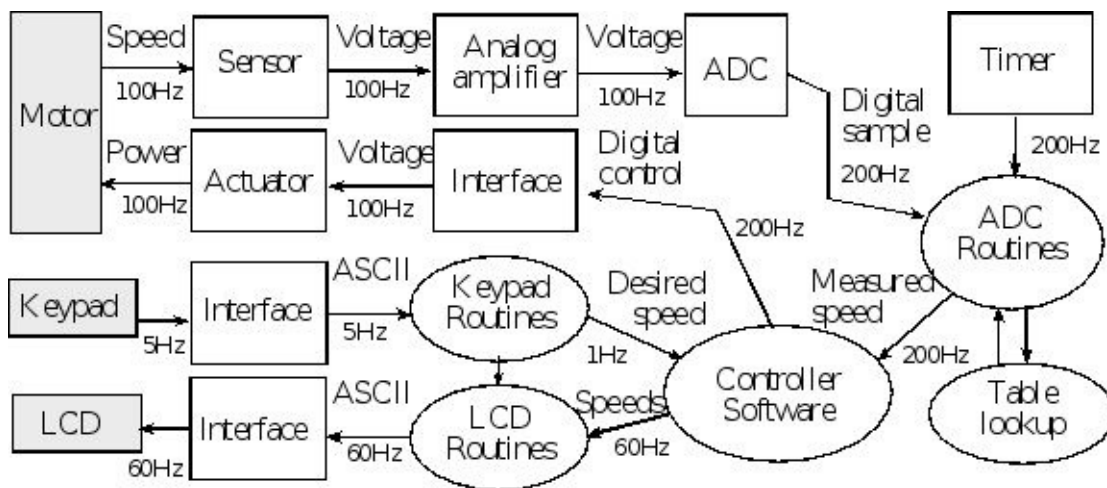 Speed
100Hz
Sensor
Voltage
100Hz
Analog
amplifier
Voltage
100Hz
ADC
Digital
sample
200Hz
Timer
200Hz
Motor
Power
100Hz
Actuator
Voltage
100Hz
Interface
Digital
control
200Hz
ADC
Routines
Keypad
5Hz
Interface
ASCII
5Hz
Keypad
Routines
Desired
speed
1Hz
Measured
speed
200Hz
Controller
Software
Table
lookup
LCD
60Hz
Interface
ASCII
60Hz
LCD
Routines
Speeds
60Hz